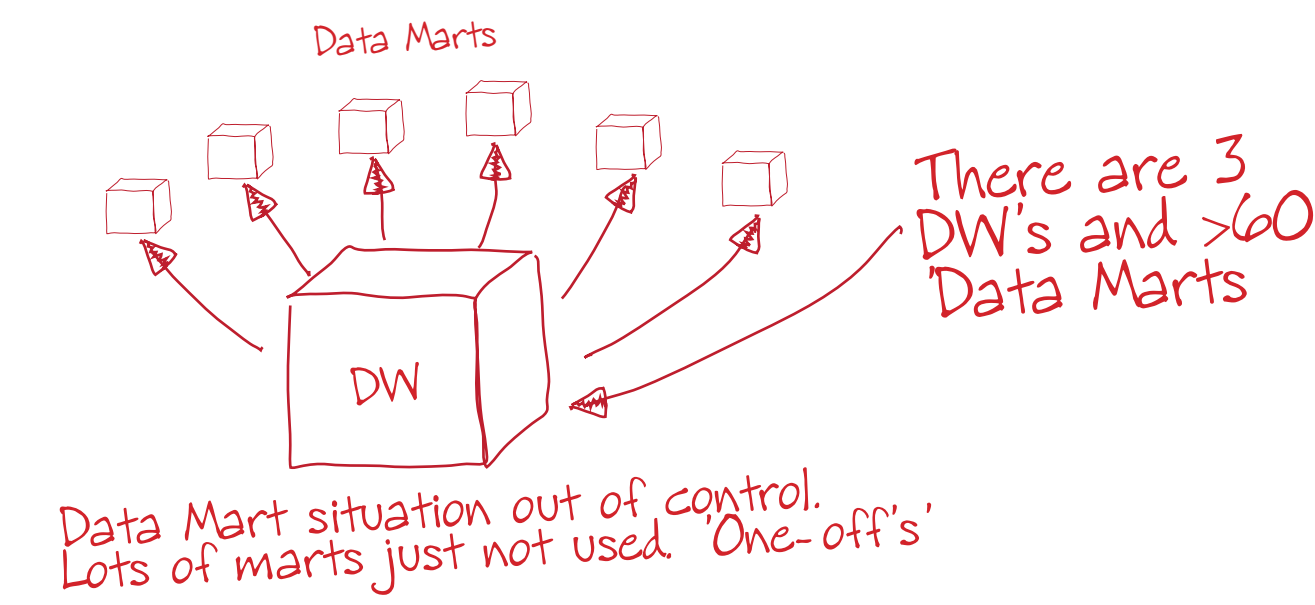 Data Marts
There are 3
DW's and >60
'Data Marts
DW
Data Mart situation out of control.
Lots of marts just not used. 'One-off's'